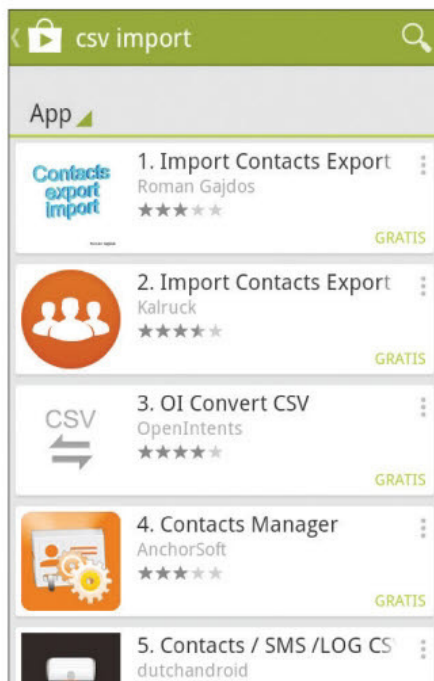 csv import
App
Contacts
export
import
1. Import Contacts Export
Roman Gajdos
GRATIS
2. Import Contacts Export
Kalruck
GRATIS
CSV
3. OI Convert CSV
OpenIntents
GRATIS
4. Contacts Manager
AnchorSoft
GRATIS
5. Contacts / SMS /LOG CS
dutchandroid